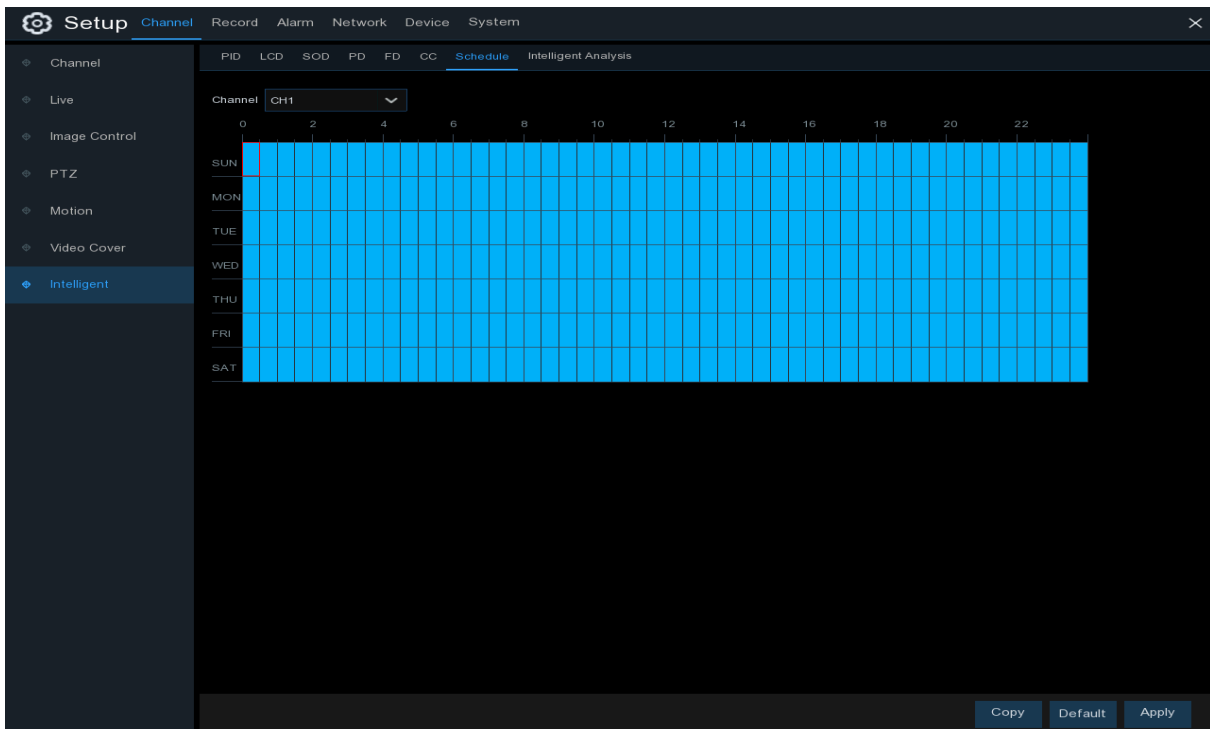 Setup Channel Record Alarm Network Device System
PID LCD SOD PD FD CC Schedule Intelligent Analysis
Channel
Live
Image Control
PTZ
Motion
Video Cover
Intelligent
Channel CH1
0 2 4 6 8 10 12 14 16 18 20 22
SUN
MON
TUE
WED
THU
FRI
SAT
Copy Default Apply